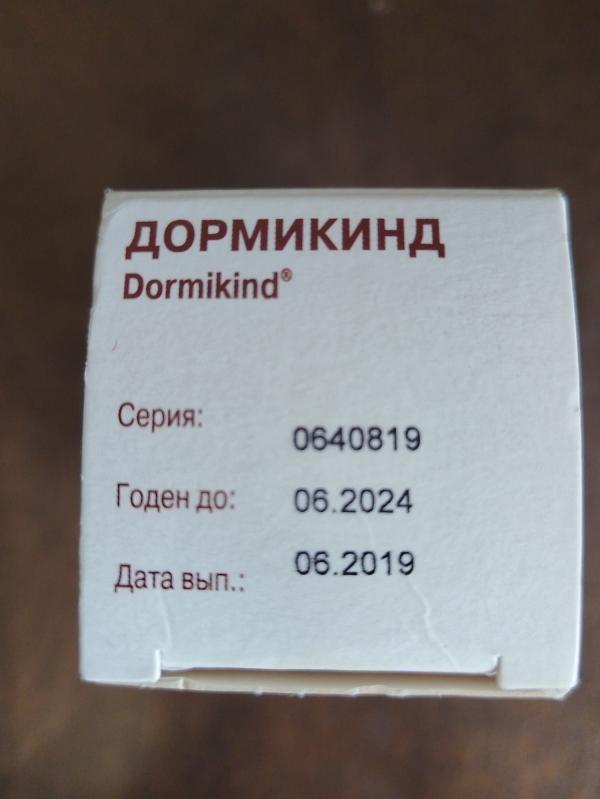 ДОРМИКИНД
Dormikind®
Серия: 0640819
Годен до: 06.2024
Дата вып.: 06.2019